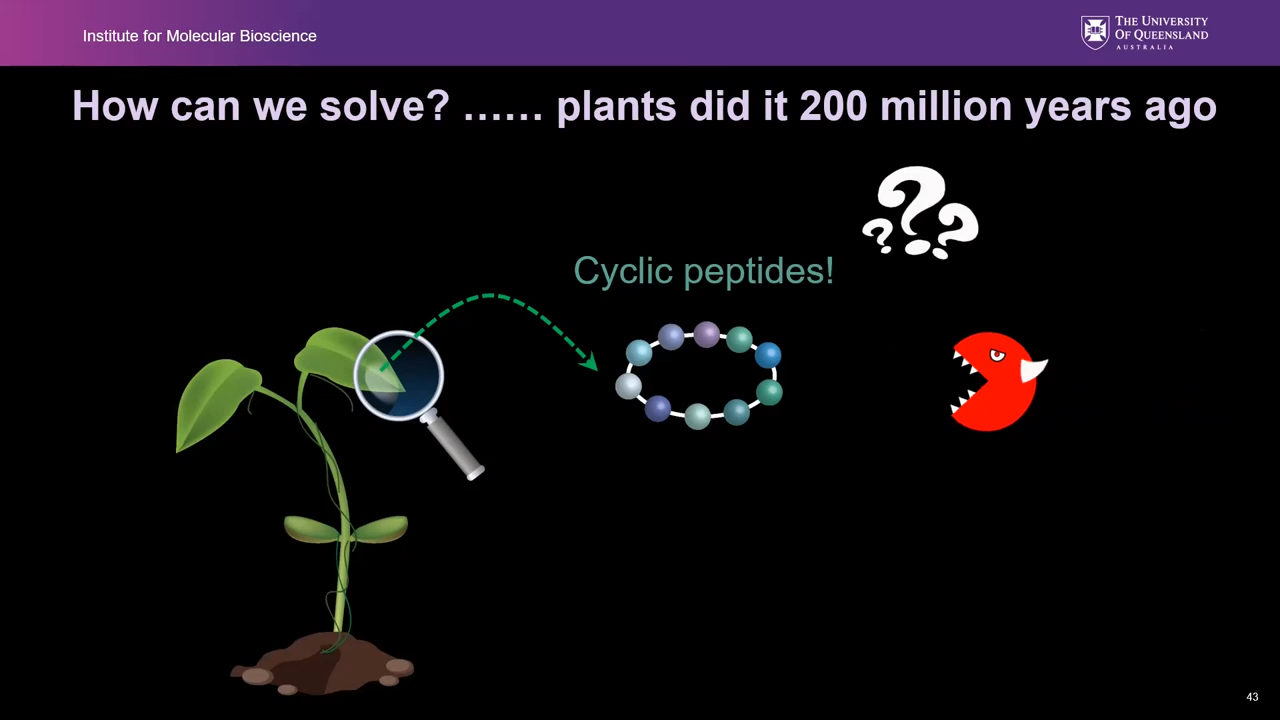 Institute for Molecular Bioscience
THE UNIVERSITY
OF QUEENSLAND
AUSTRALIA
How can we solve? …… plants did it 200 million years ago
???
Cyclic peptides!
43